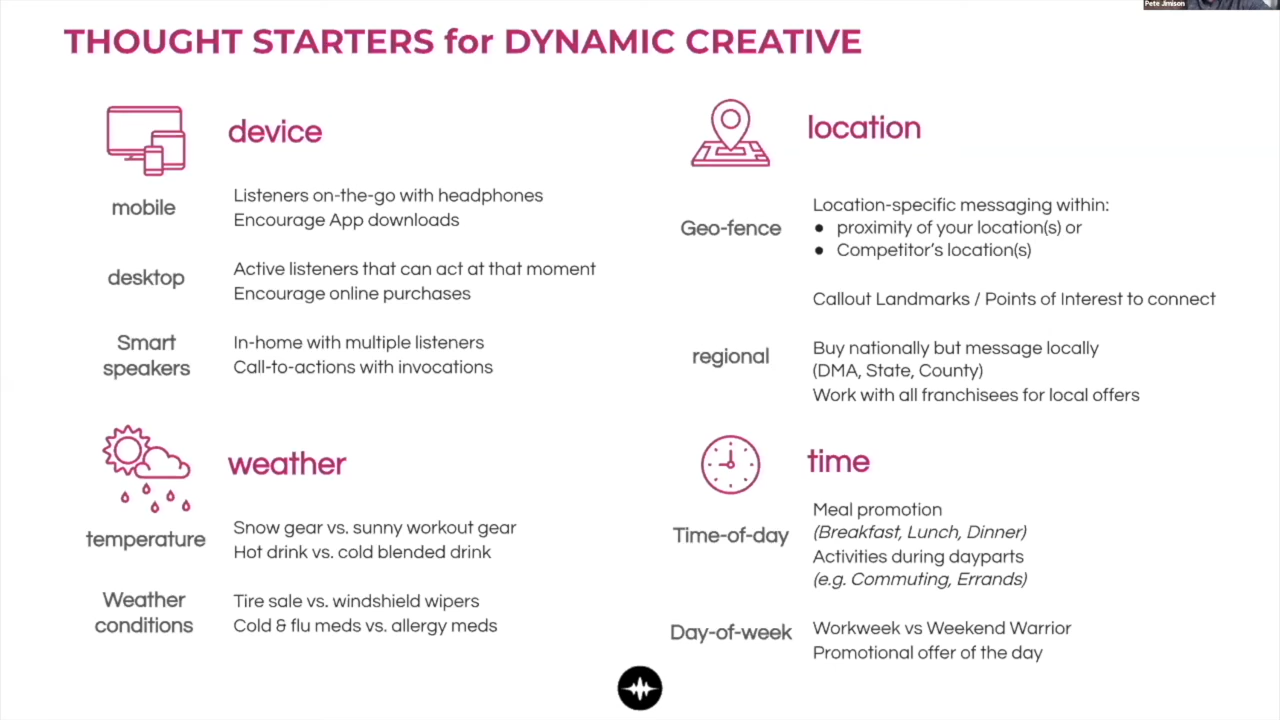 Pete Jimison
THOUGHT STARTERS for DYNAMIC CREATIVE
device
mobile
Listeners on-the-go with headphones
Encourage App downloads
desktop
Active listeners that can act at that moment
Encourage online purchases
Smart
speakers
In-home with multiple listeners
Call-to-actions with invocations
weather
temperature
Snow gear vs. sunny workout gear
Hot drink vs. cold blended drink
Weather
conditions
Tire sale vs. windshield wipers
Cold & flu meds vs. allergy meds
location
Geo-fence
Location-specific messaging within:
● proximity of your location(s) or
● Competitor's location(s)
Callout Landmarks / Points of Interest to connect
regional
Buy nationally but message locally
(DMA, State, County)
Work with all franchisees for local offers
time
Time-of-day
Meal promotion
(Breakfast, Lunch, Dinner)
Activities during dayparts
(e.g. Commuting, Errands)
Day-of-week
Workweek vs Weekend Warrior
Promotional offer of the day